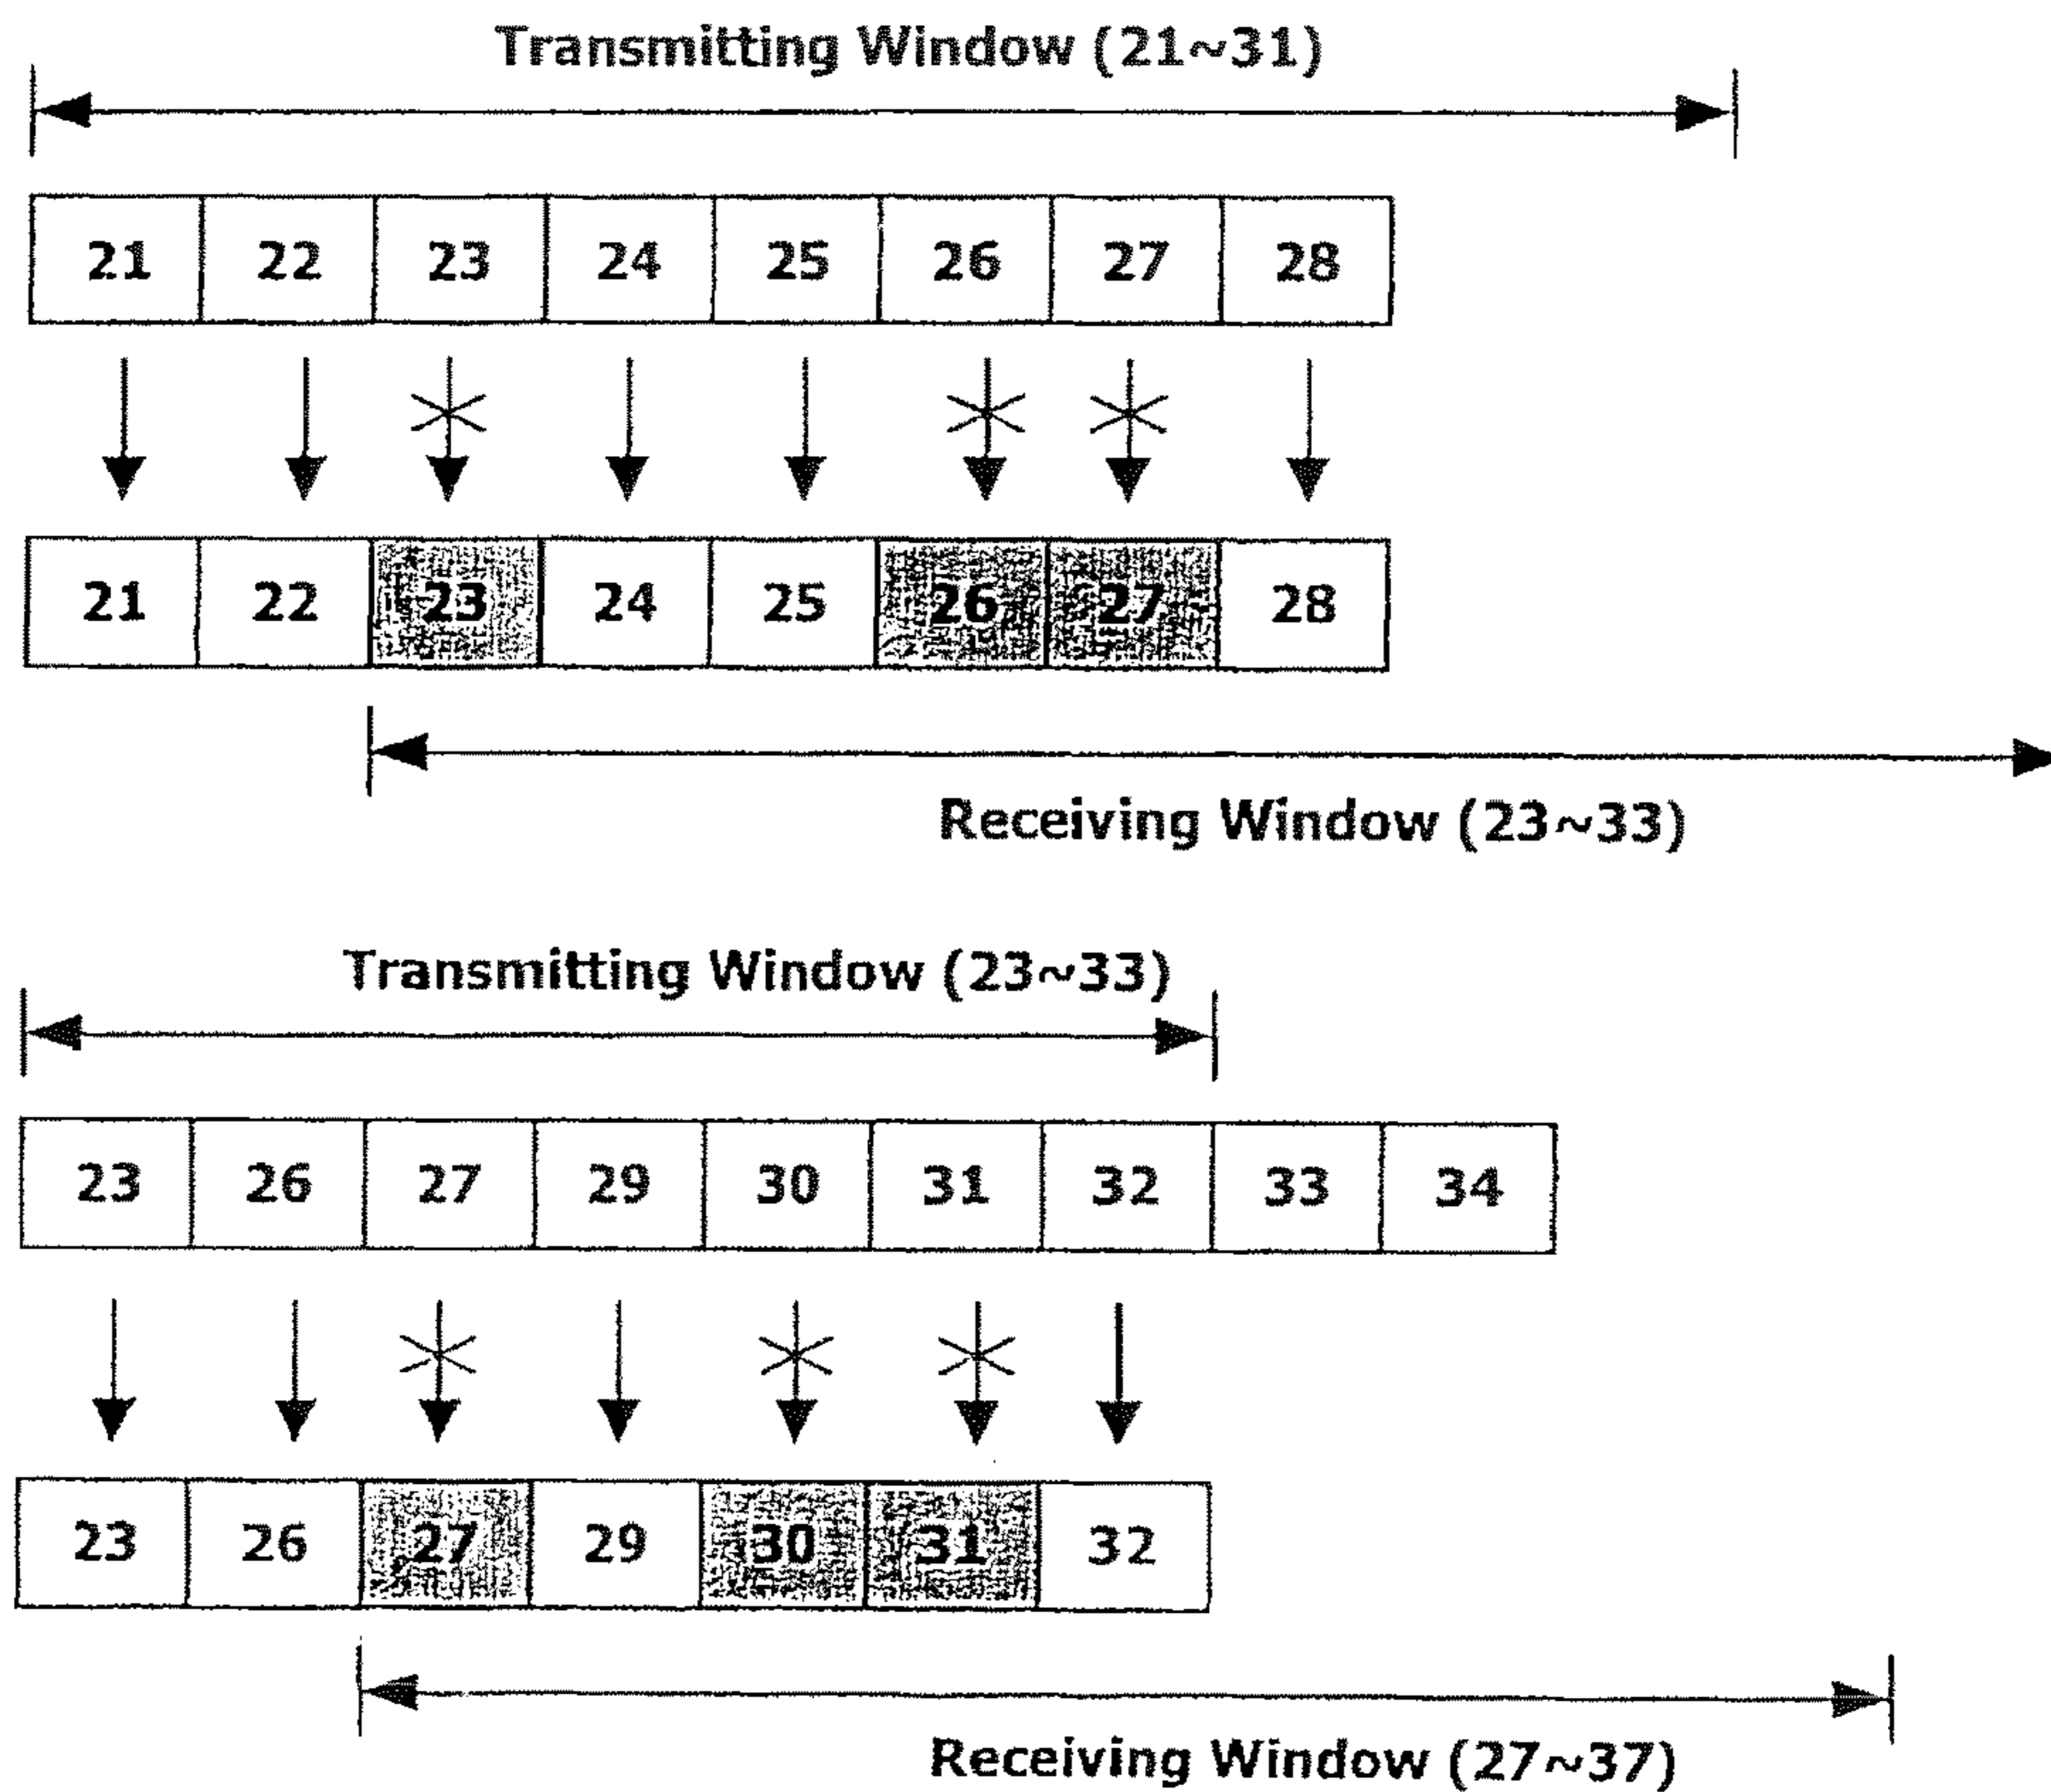 Transmitting Window (21~31)
21 22 23 24 25 26 27 28
21 22 23 24 25 26 27 28
Receiving Window (23~33)
Transmitting Window (23~33)
23 26 27 29 30 31 32 33 34
23 26 27 29 30 31 32
Receiving Window (27~37)